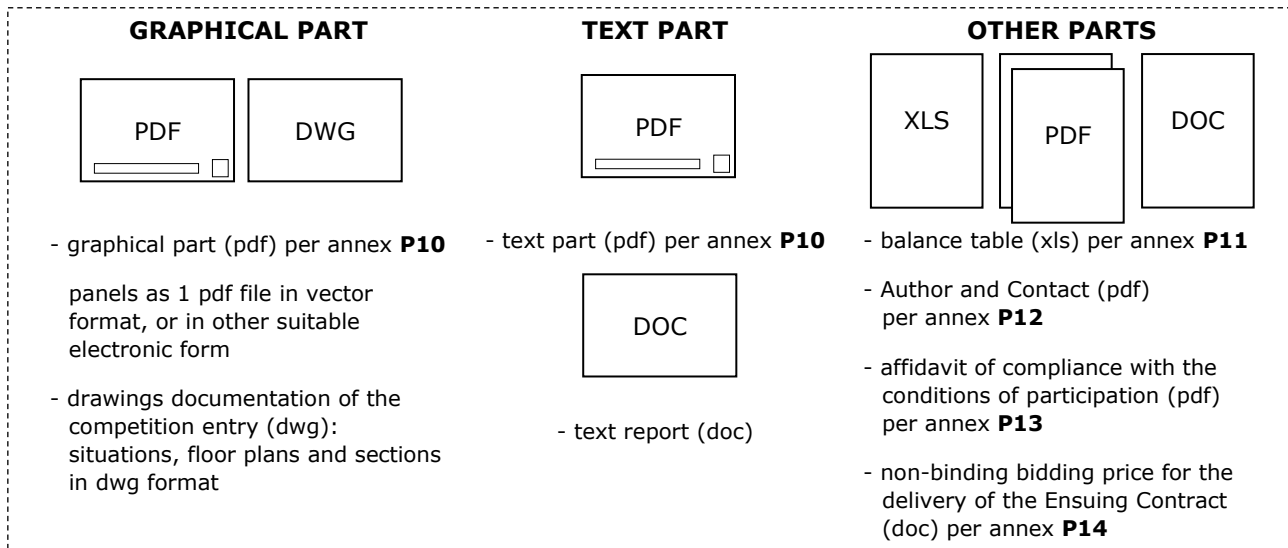 GRAPHICAL PART
PDF
DWG
- graphical part (pdf) per annex P10
panels as 1 pdf file in vector
format, or in other suitable
electronic form
- drawings documentation of the
competition entry (dwg):
situations, floor plans and sections
in dwg format
TEXT PART
PDF
- text part (pdf) per annex P10
DOC
- text report (doc)
OTHER PARTS
XLS
PDF
DOC
- balance table (xls) per annex P11
- Author and Contact (pdf)
per annex P12
- affidavit of compliance with the
conditions of participation (pdf)
per annex P13
- non-binding bidding price for the
delivery of the Ensuing Contract
(doc) per annex P14